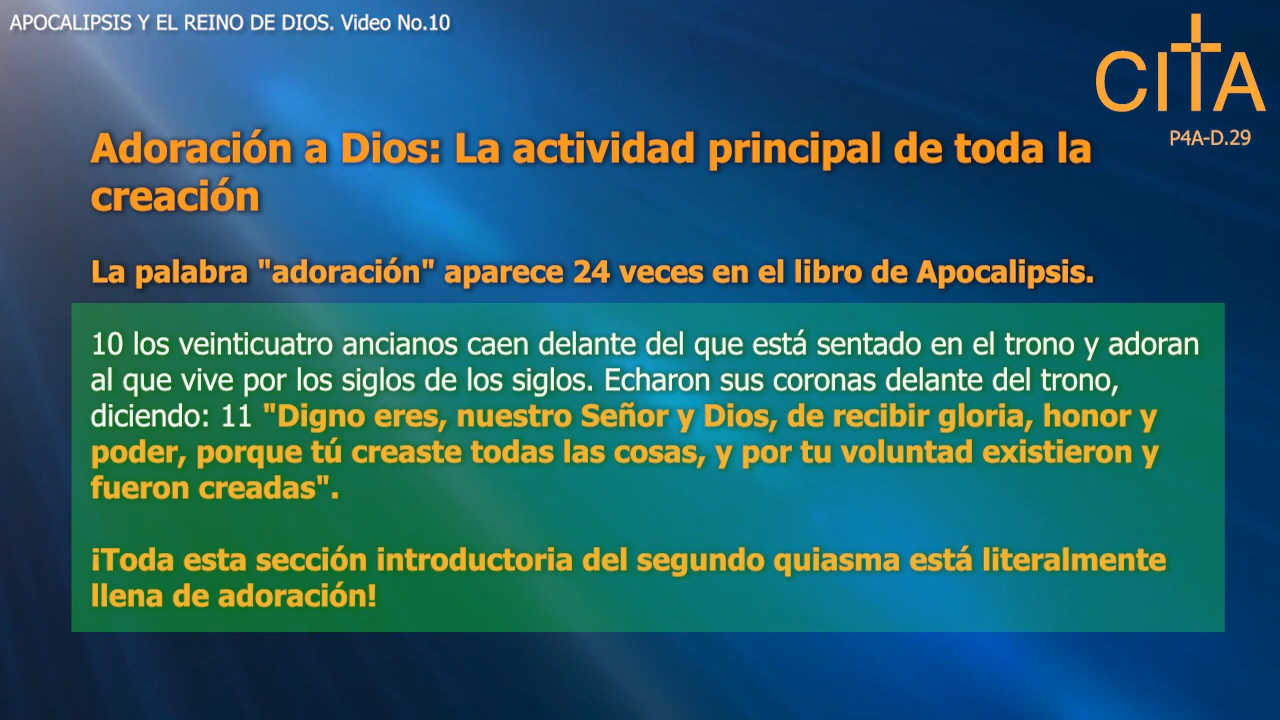 APOCALIPSIS Y EL REINO DE DIOS. Video No.10
CITA
P4A-D.29
Adoración a Dios: La actividad principal de toda la
creación
La palabra "adoración" aparece 24 veces en el libro de Apocalipsis.
10 los veinticuatro ancianos caen delante del que está sentado en el trono y adoran
al que vive por los siglos de los siglos. Echaron sus coronas delante del trono,
diciendo: 11 "Digno eres, nuestro Señor y Dios, de recibir gloria, honor y
poder, porque tú creaste todas las cosas, y por tu voluntad existieron y
fueron creadas".
¡Toda esta sección introductoria del segundo quiasma está literalmente
llena de adoración!